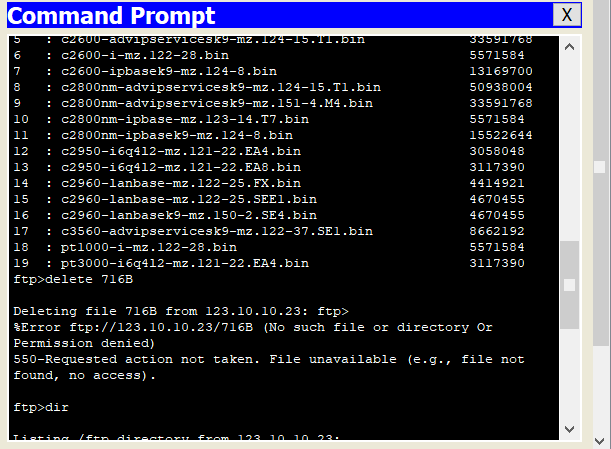 Command Prompt X
5 : c2600-advipservicesk9-mz.124-15.T1.bin 33591768
6 : c2600-i-mz.122-28.bin 5571584
7 : c2600-ipbasek9-mz.124-8.bin 13169700
8 : c2800nm-advipservicesk9-mz.124-15.T1.bin 50938004
9 : c2800nm-advipservicesk9-mz.151-4.M4.bin 33591768
10 : c2800nm-ipbase-mz.123-14.T7.bin 5571584
11 : c2800nm-ipbasek9-mz.124-8.bin 15522644
12 : c2950-i6q4l2-mz.121-22.EA4.bin 3058048
13 : c2950-i6q4l2-mz.121-22.EA8.bin 3117390
14 : c2960-lanbase-mz.122-25.FX.bin 4414921
15 : c2960-lanbase-mz.122-25.SEE1.bin 4670455
16 : c2960-lanbasek9-mz.150-2.SE4.bin 4670455
17 : c3560-advipservicesk9-mz.122-37.SE1.bin 8662192
18 : pt1000-i-mz.122-28.bin 5571584
19 : pt3000-i6q4l2-mz.121-22.EA4.bin 3117390
ftp>delete 716B
Deleting file 716B from 123.10.10.23: ftp>
%Error ftp://123.10.10.23/716B (No such file or directory Or
Permission denied)
550-Requested action not taken. File unavailable (e.g., file not
found, no access).
ftp>dir
Listing /ftp directory from 123.10.10.23: